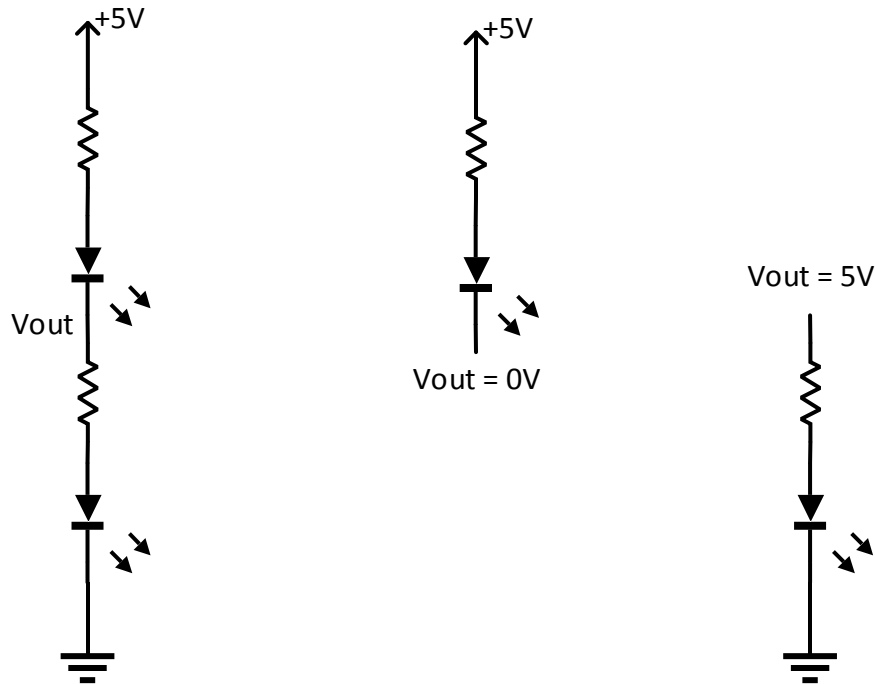 +5V
Vout
+5V
Vout = 0V
Vout = 5V